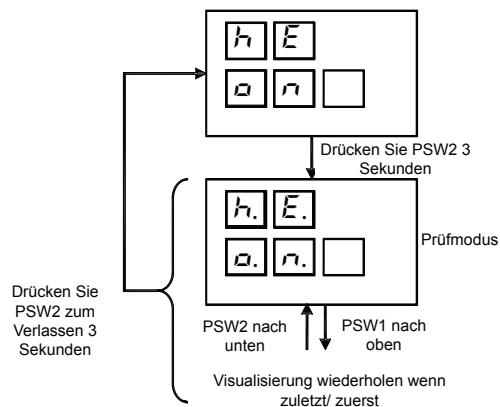 h E
o n
Drücken Sie PSW2 3
Sekunden
h. E.
o. n.
Prüfmodus
Drücken Sie
PSW2 zum
Verlassen 3
Sekunden
PSW2 nach
unten
PSW1 nach
oben
Visualisierung wiederholen wenn
zuletzt/ zuerst